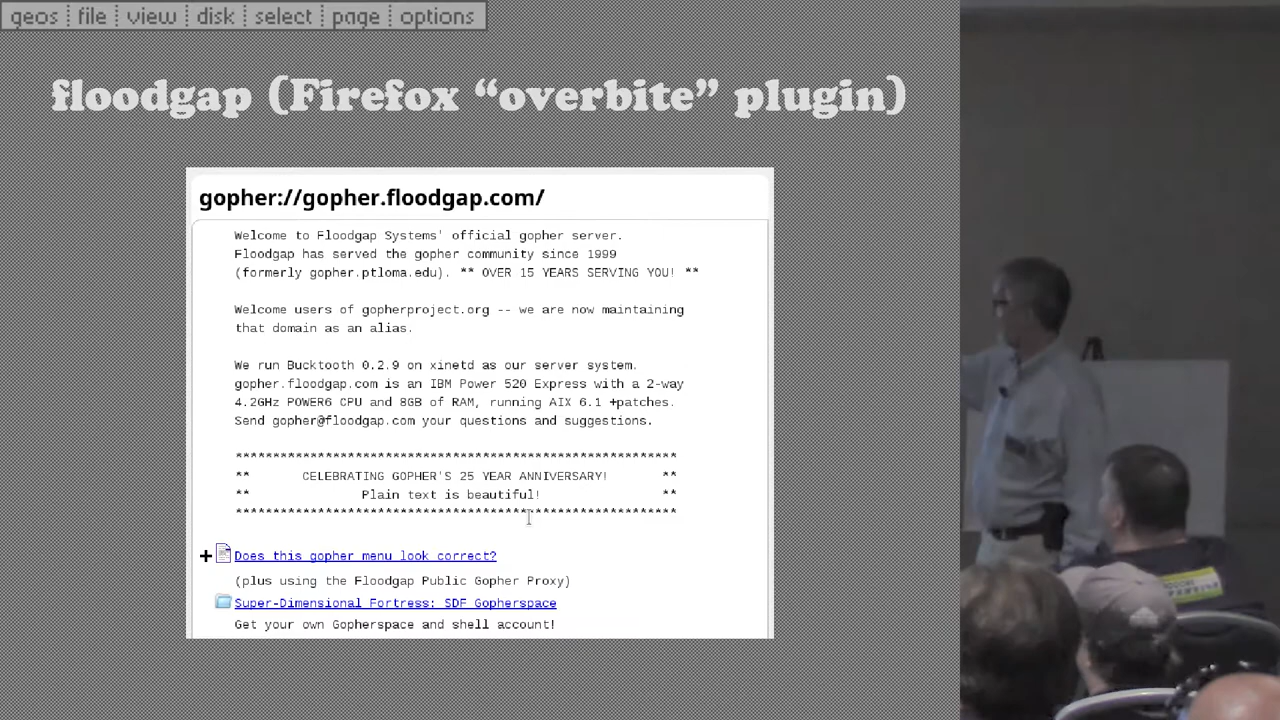 geos file view disk select page options
floodgap (Firefox “overbite” plugin)
gopher://gopher.floodgap.com/
Welcome to Floodgap Systems' official gopher server.
Floodgap has served the gopher community since 1999
(formerly gopher.ptloma.edu). ** OVER 15 YEARS SERVING YOU! **
Welcome users of gopherproject.org -- we are now maintaining
that domain as an alias.
We run Bucktooth 0.2.9 on xinetd as our server system.
gopher.floodgap.com is an IBM Power 520 Express with a 2-way
4.2GHz POWER6 CPU and 8GB of RAM, running AIX 6.1 +patches.
Send gopher@floodgap.com your questions and suggestions.
***********************************************************
** CELEBRATING GOPHER'S 25 YEAR ANNIVERSARY! **
** Plain text is beautiful! **
***********************************************************
+ Does this gopher menu look correct?
(plus using the Floodgap Public Gopher Proxy)
Super-Dimensional Fortress: SDF Gopherspace
Get your own Gopherspace and shell account!